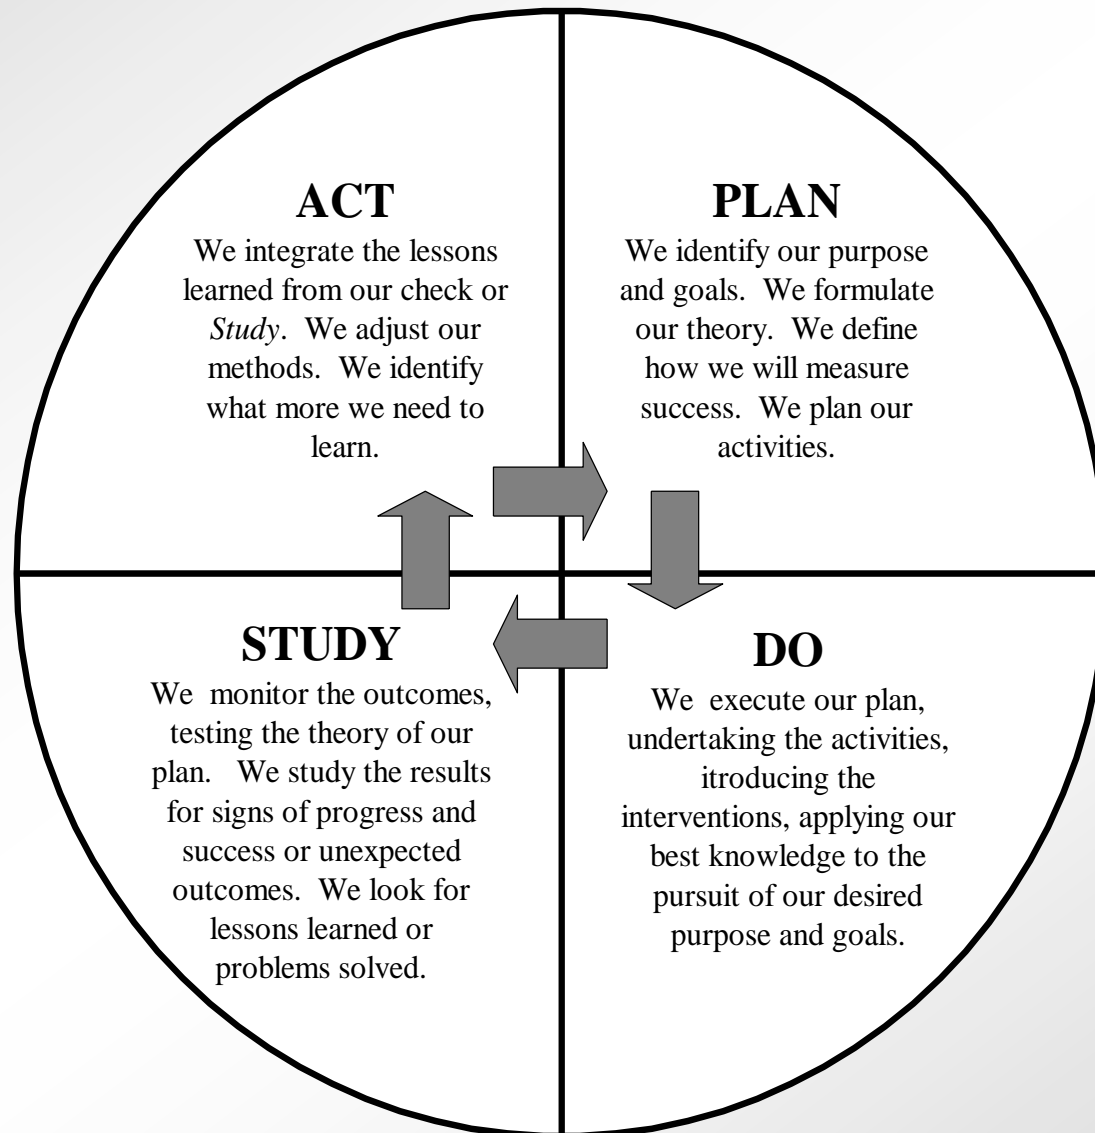 ACT
We integrate the lessons
learned from our check or
Study. We adjust our
methods. We identify
what more we need to
learn.
PLAN
We identify our purpose
and goals. We formulate
our theory. We define
how we will measure
success. We plan our
activities.
STUDY
We monitor the outcomes,
testing the theory of our
plan. We study the results
for signs of progress and
success or unexpected
outcomes. We look for
lessons learned or
problems solved.
DO
We execute our plan,
undertaking the activities,
itroducing the
interventions, applying our
best knowledge to the
pursuit of our desired
purpose and goals.